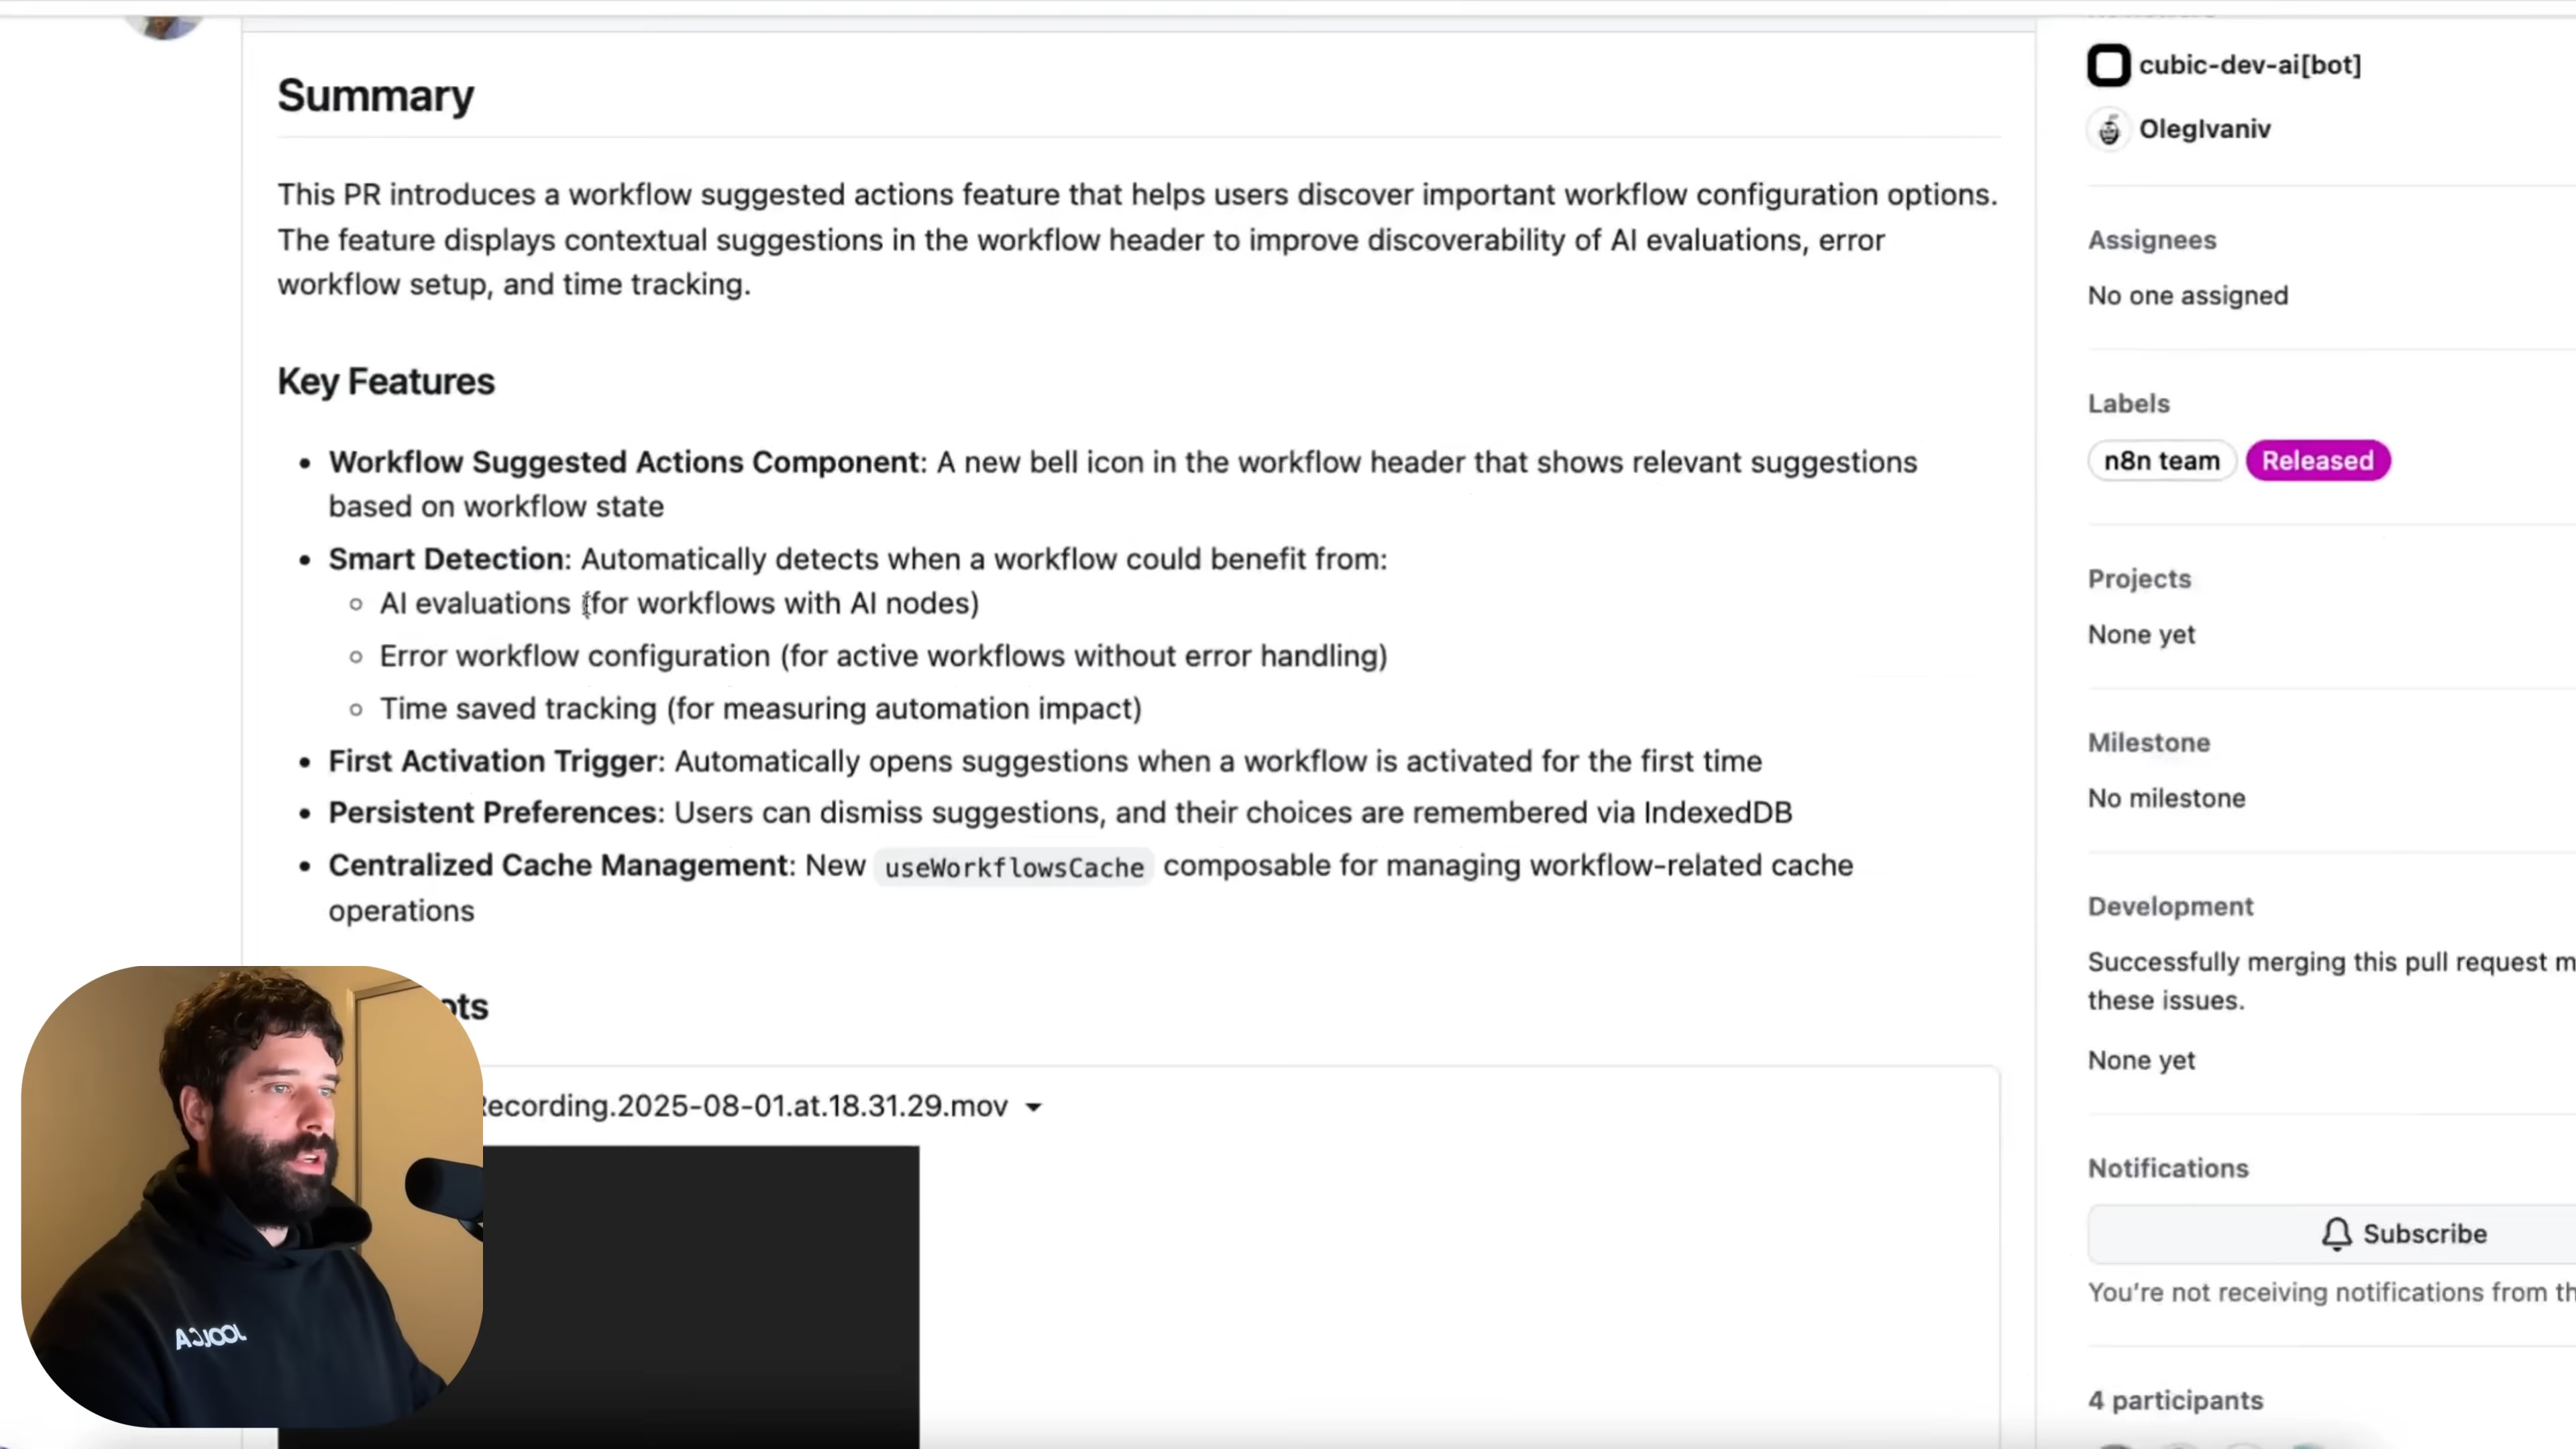 Summary
This PR introduces a workflow suggested actions feature that helps users discover important workflow configuration options.
The feature displays contextual suggestions in the workflow header to improve discoverability of AI evaluations, error
workflow setup, and time tracking.
Key Features
• Workflow Suggested Actions Component: A new bell icon in the workflow header that shows relevant suggestions
based on workflow state
• Smart Detection: Automatically detects when a workflow could benefit from:
○ AI evaluations (for workflows with AI nodes)
○ Error workflow configuration (for active workflows without error handling)
○ Time saved tracking (for measuring automation impact)
• First Activation Trigger: Automatically opens suggestions when a workflow is activated for the first time
• Persistent Preferences: Users can dismiss suggestions, and their choices are remembered via IndexedDB
• Centralized Cache Management: New useWorkflowsCache composable for managing workflow-related cache
operations
ots
Recording.2025-08-01.at.18.31.29.mov
cubic-dev-ai[bot]
OlegIvaniv
Assignees
No one assigned
Labels
n8n team Released
Projects
None yet
Milestone
No milestone
Development
Successfully merging this pull request m
these issues.
None yet
Notifications
Subscribe
You're not receiving notifications from th
4 participants